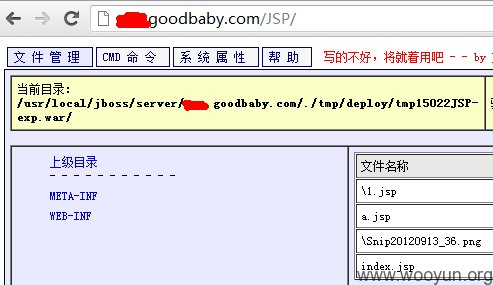 goodbaby.com/JSP/
文件管理 CMD命令 系统属性 帮助 写的不好，将就着用吧 - - by
当前目录：
/usr/local/jboss/server/ goodbaby.com/./tmp/deploy/tmp15022JSP-
exp.war/
上级目录
- - - - - - - - - - -
META-INF
WEB-INF
文件名称
\1.jsp
a.jsp
\Snip20120913_36.png
index.jsp
www.wooyun.org